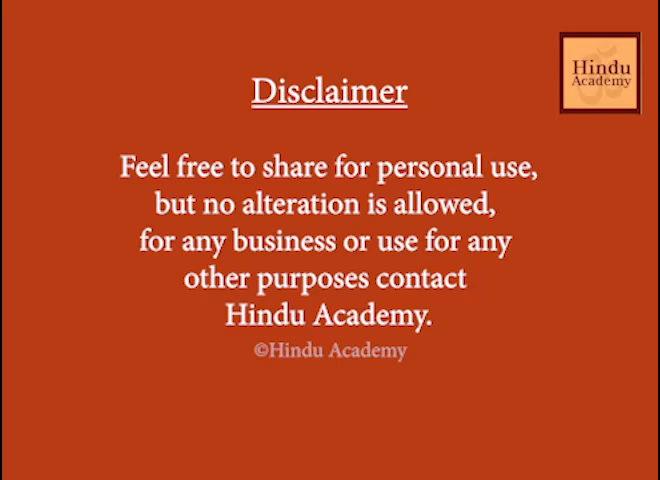 Hindu
Academy
Disclaimer
Feel free to share for personal use,
but no alteration is allowed,
for any business or use for any
other purposes contact
Hindu Academy.
©Hindu Academy